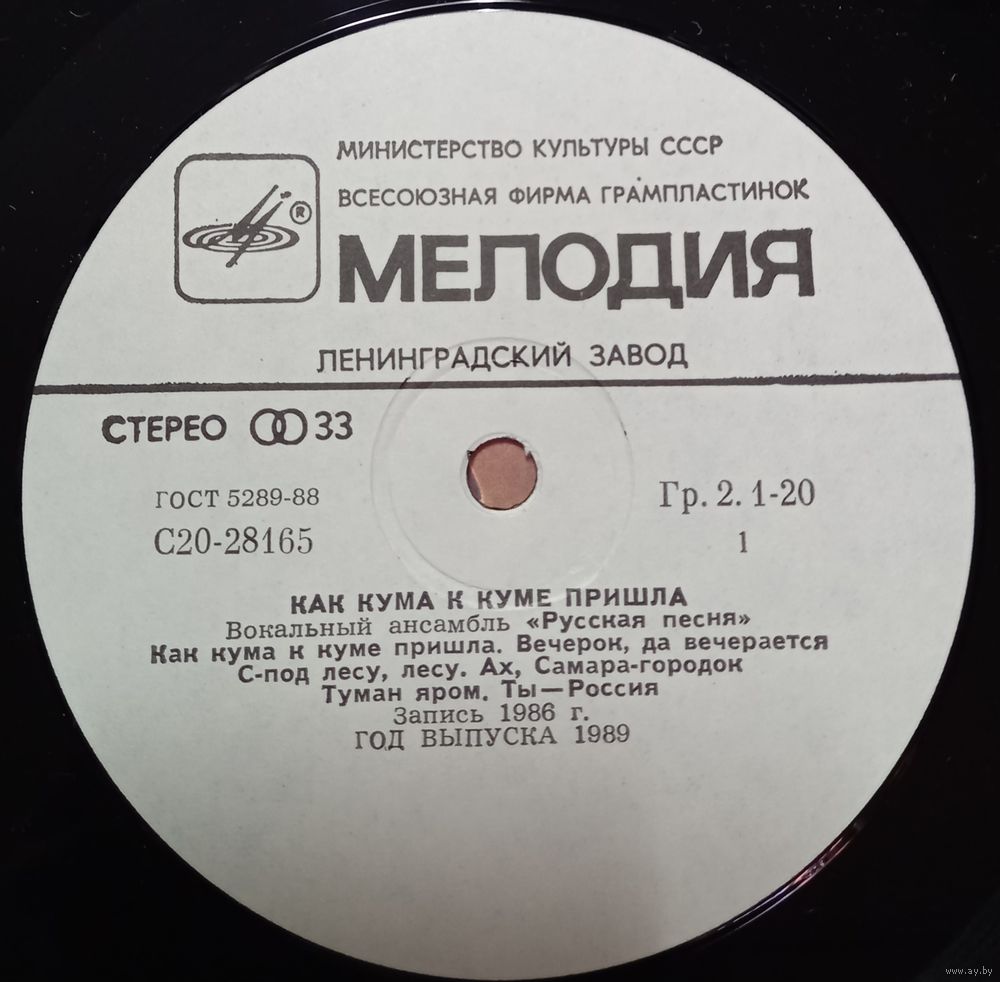 МИНИСТЕРСТВО КУЛЬТУРЫ СССР
ВСЕСОЮЗНАЯ ФИРМА ГРАМПЛАСТИНОК
®
МЕЛОДИЯ
ЛЕНИНГРАДСКИЙ ЗАВОД
СТЕРЕО 33
ГОСТ 5289-88
Гр. 2. 1-20
С20-28165
1
КАК КУМА К КУМЕ ПРИШЛА
Вокальный ансамбль «Русская песня»
Как кума к куме пришла. Вечерок, да вечерается
С-под лесу, лесу. Ах, Самара-городок
Туман яром. Ты—Россия
Запись 1986 г.
ГОД ВЫПУСКА 1989
www.ay.by